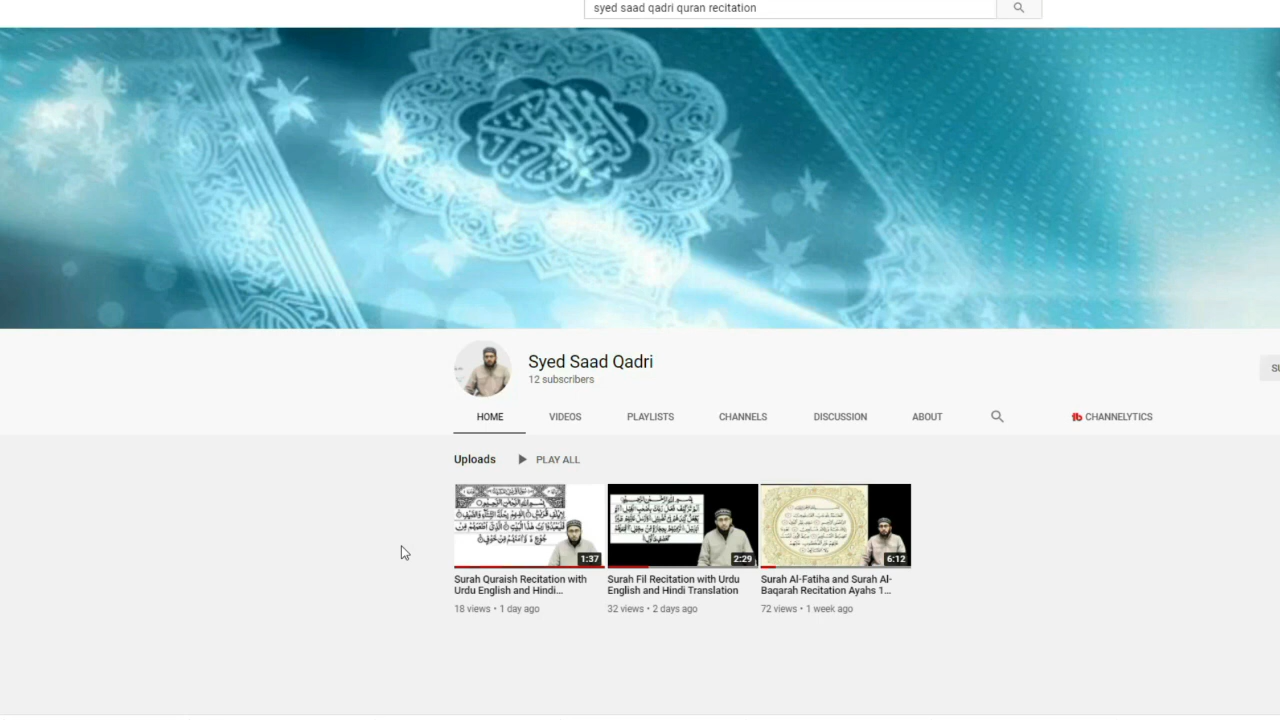 syed saad qadri quran recitation
Syed Saad Qadri
12 subscribers
HOME VIDEOS PLAYLISTS CHANNELS DISCUSSION ABOUT CHANNELYTICS
Uploads PLAY ALL
1:37 2:29 6:12
Surah Quraish Recitation with
Urdu English and Hindi...
18 views • 1 day ago
Surah Fil Recitation with Urdu
English and Hindi Translation
32 views • 2 days ago
Surah Al-Fatiha and Surah Al-
Baqarah Recitation Ayahs 1...
72 views • 1 week ago